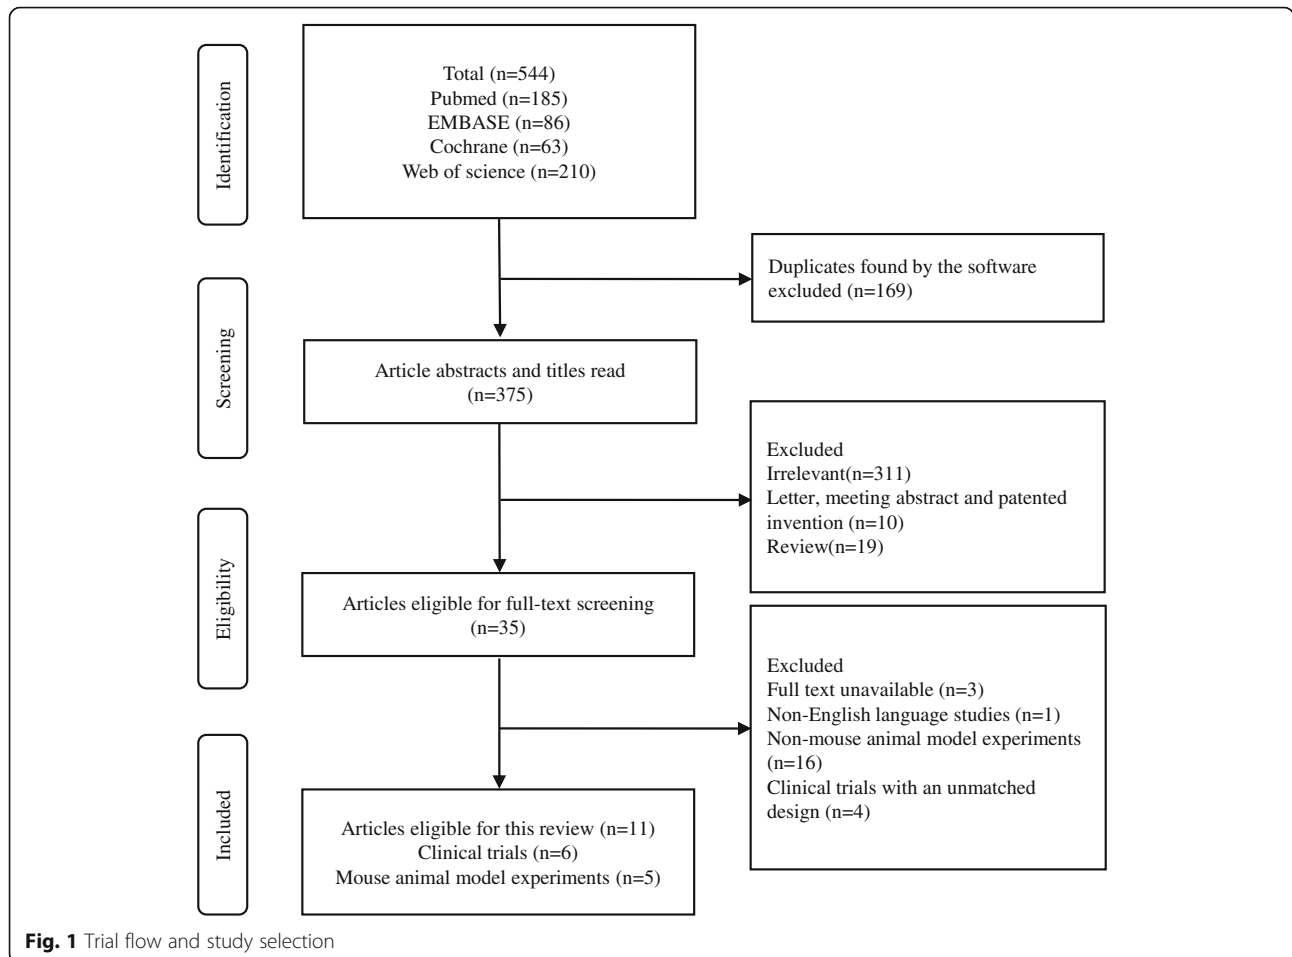 Identification
Total (n=544)
Pubmed (n=185)
EMBASE (n=86)
Cochrane (n=63)
Web of science (n=210)
Duplicates found by the software
excluded (n=169)
Screening
Article abstracts and titles read
(n=375)
Excluded
Irrelevant(n=311)
Letter, meeting abstract and patented
invention (n=10)
Review(n=19)
Eligibility
Articles eligible for full-text screening
(n=35)
Excluded
Full text unavailable (n=3)
Non-English language studies (n=1)
Non-mouse animal model experiments
(n=16)
Clinical trials with an unmatched
design (n=4)
Included
Articles eligible for this review (n=11)
Clinical trials (n=6)
Mouse animal model experiments (n=5)
Fig. 1 Trial flow and study selection